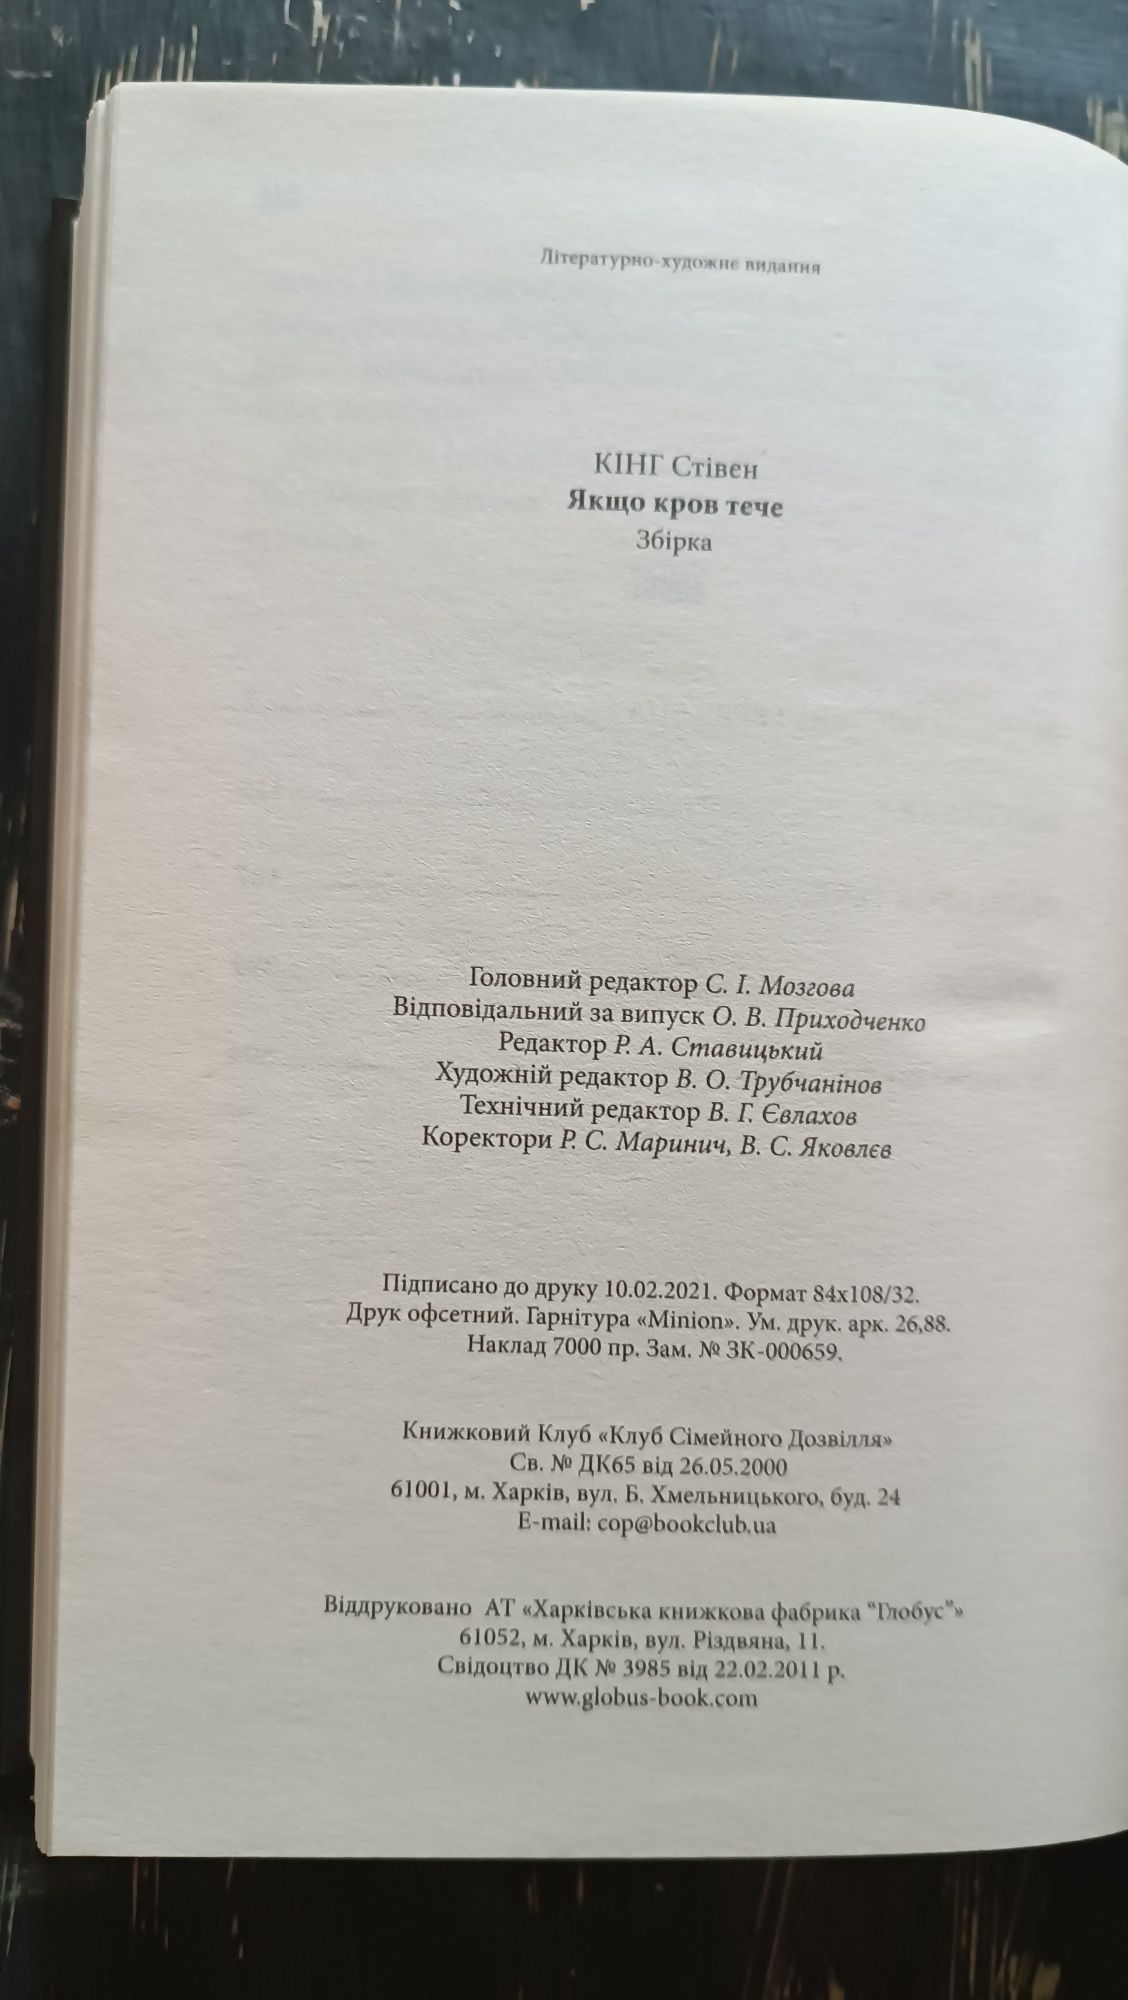 Літературно-художнє видання
КІНГ Стівен
Якщо кров тече
Збірка
Головний редактор С. І. Мозгова
Відповідальний за випуск О. В. Приходченко
Редактор Р. А. Ставицький
Художній редактор В. О. Трубчанінов
Технічний редактор В. Г. Євлахов
Коректори Р. С. Маринич, В. С. Яковлєв
Підписано до друку 10.02.2021. Формат 84x108/32.
Друк офсетний. Гарнітура «Minion». Ум. друк. арк. 26,88.
Наклад 7000 пр. Зам. № ЗК-000659.
Книжковий Клуб «Клуб Сімейного Дозвілля»
Св. № ДК65 від 26.05.2000
61001, м. Харків, вул. Б. Хмельницького, буд. 24
E-mail: cop@bookclub.ua
Віддруковано АТ «Харківська книжкова фабрика “Глобус”»
61052, м. Харків, вул. Різдвяна, 11.
Свідоцтво ДК № 3985 від 22.02.2011 р.
www.globus-book.com